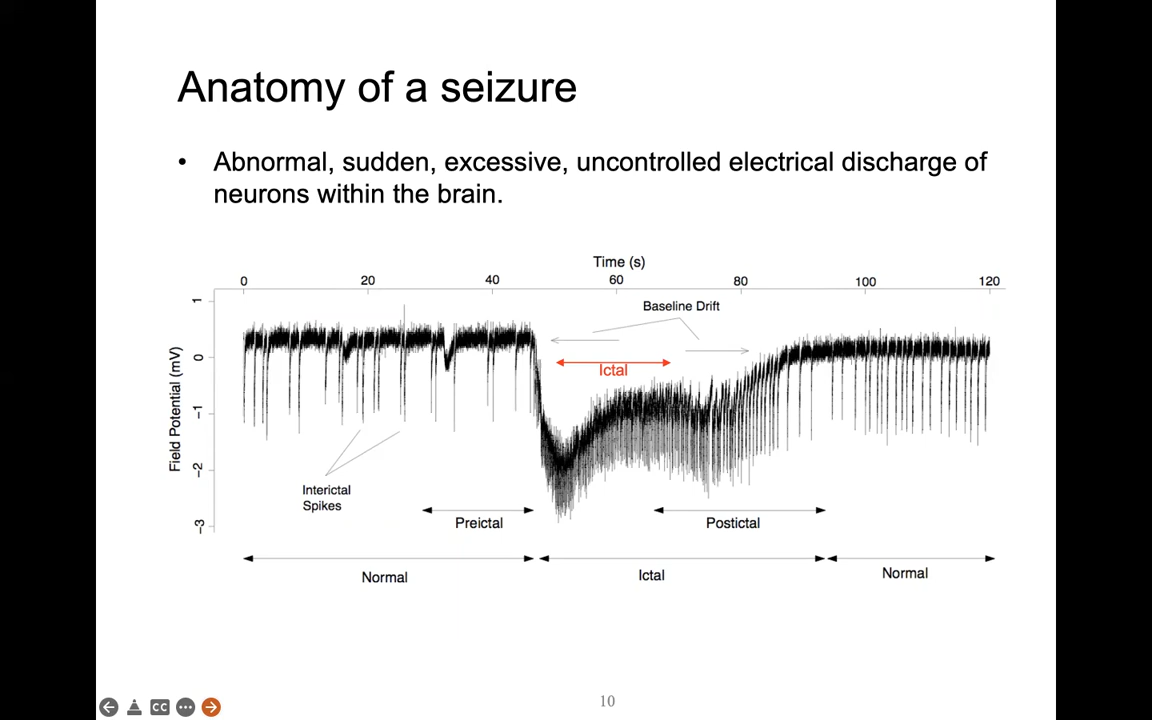 Anatomy of a seizure
• Abnormal, sudden, excessive, uncontrolled electrical discharge of
neurons within the brain.
Time (s)
0 20 40 60 80 100 120
Baseline Drift
Ictal
Field Potential (mV)
1
0
-1
-2
-3
Interictal
Spikes
Preictal
Postictal
Normal
Ictal
Normal
CC
10